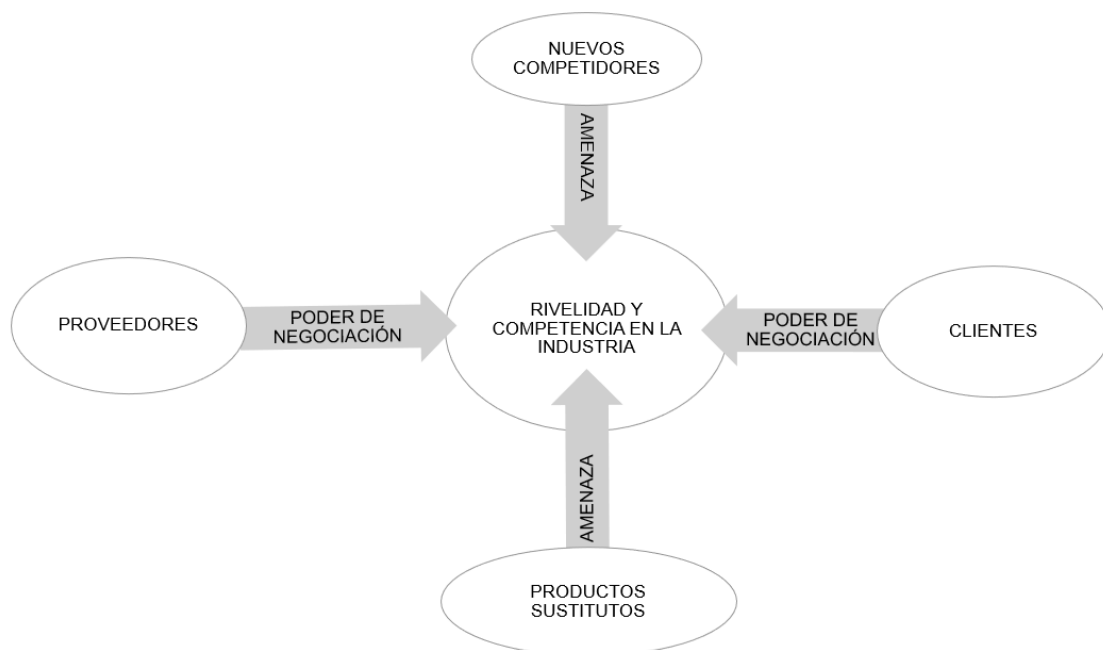 NUEVOS
COMPETIDORES
AMENAZA
PROVEEDORES
PODER DE
NEGOCIACIÓN
RIVELIDAD Y
COMPETENCIA EN LA
INDUSTRIA
PODER DE
NEGOCIACIÓN
CLIENTES
AMENAZA
PRODUCTOS
SUSTITUTOS